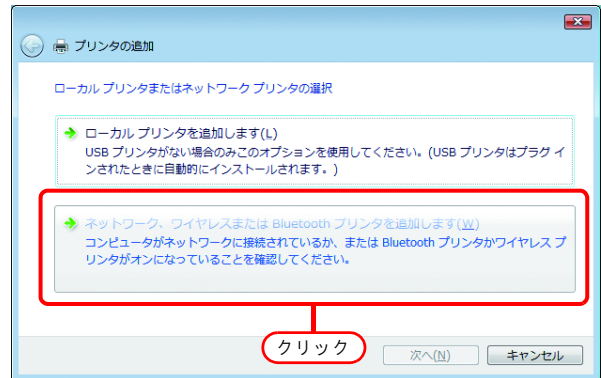 プリンタの追加
ローカル プリンタまたはネットワーク プリンタの選択
ローカル プリンタを追加します(L)
USB プリンタがない場合のみこのオプションを使用してください。(USB プリンタはプラグ イ
ンされたときに自動的にインストールされます。)
ネットワーク、ワイヤレスまたは Bluetooth プリンタを追加します(W)
コンピュータがネットワークに接続されているか、または Bluetooth プリンタかワイヤレス プ
リンタがオンになっていることを確認してください。
クリック
次へ(N)
キャンセル